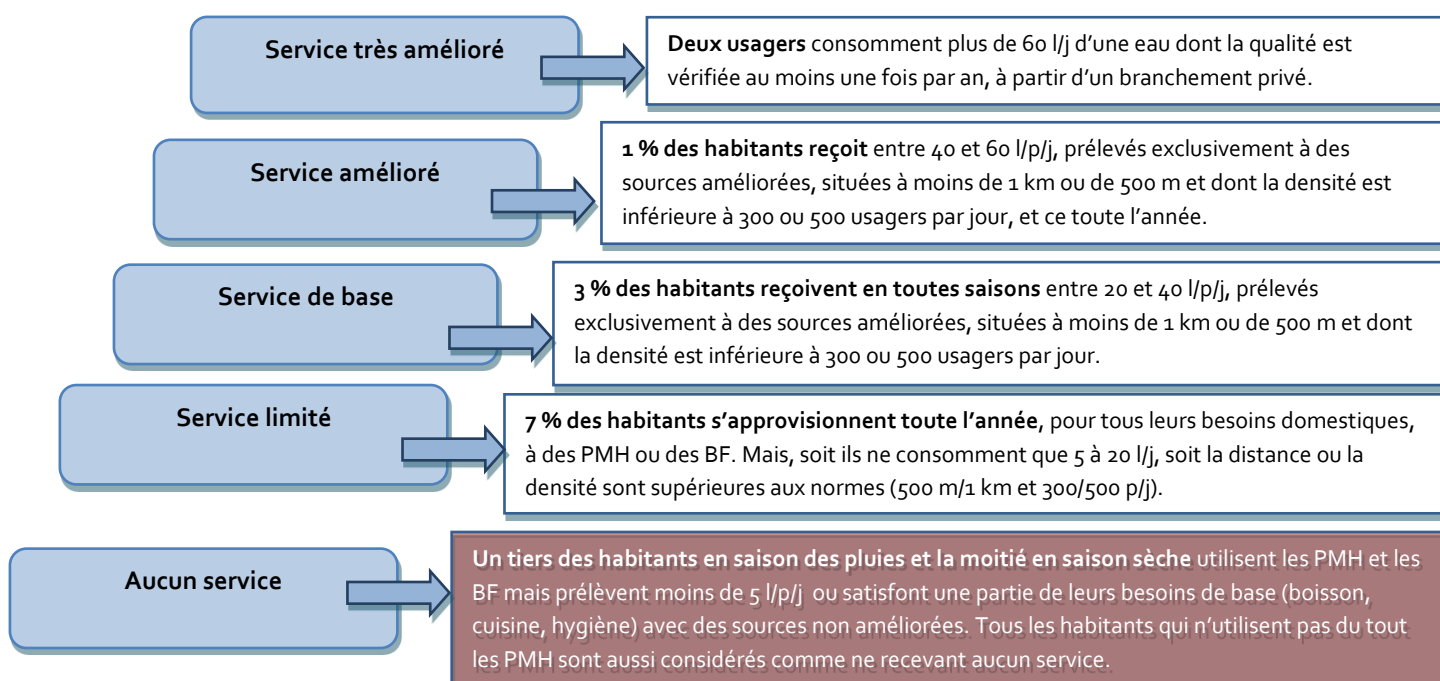 Service très amélioré
Deux usagers consomment plus de 60 l/j d’une eau dont la qualité est
vérifiée au moins une fois par an, à partir d’un branchement privé.
Service amélioré
1 % des habitants reçoit entre 40 et 60 l/p/j, prélevés exclusivement à des
sources améliorées, situées à moins de 1 km ou de 500 m et dont la densité est
inférieure à 300 ou 500 usagers par jour, et ce toute l’année.
Service de base
3 % des habitants reçoivent en toutes saisons entre 20 et 40 l/p/j, prélevés
exclusivement à des sources améliorées, situées à moins de 1 km ou de 500 m et dont
la densité est inférieure à 300 ou 500 usagers par jour.
Service limité
7 % des habitants s’approvisionnent toute l’année, pour tous leurs besoins domestiques,
à des PMH ou des BF. Mais, soit ils ne consomment que 5 à 20 l/j, soit la distance ou la
densité sont supérieures aux normes (500 m/1 km et 300/500 p/j).
Aucun service
Un tiers des habitants en saison des pluies et la moitié en saison sèche utilisent les PMH et les
BF mais prélèvent moins de 5 l/p/j ou satisfont une partie de leurs besoins de base (boisson,
cuisine, hygiène) avec des sources non améliorées. Tous les habitants qui n’utilisent pas du tout
les PMH sont aussi considérés comme ne recevant aucun service.